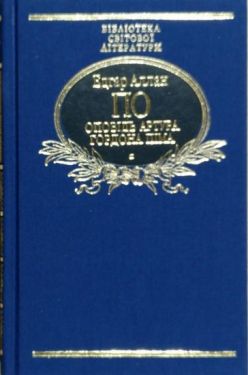 БІБЛІОТЕКА
СВІТОВОЇ
ЛІТЕРАТУРИ
Едгар Аллан
ПО
ОПОВІДЬ АРТУРА
ГОРДОНА ПІМА